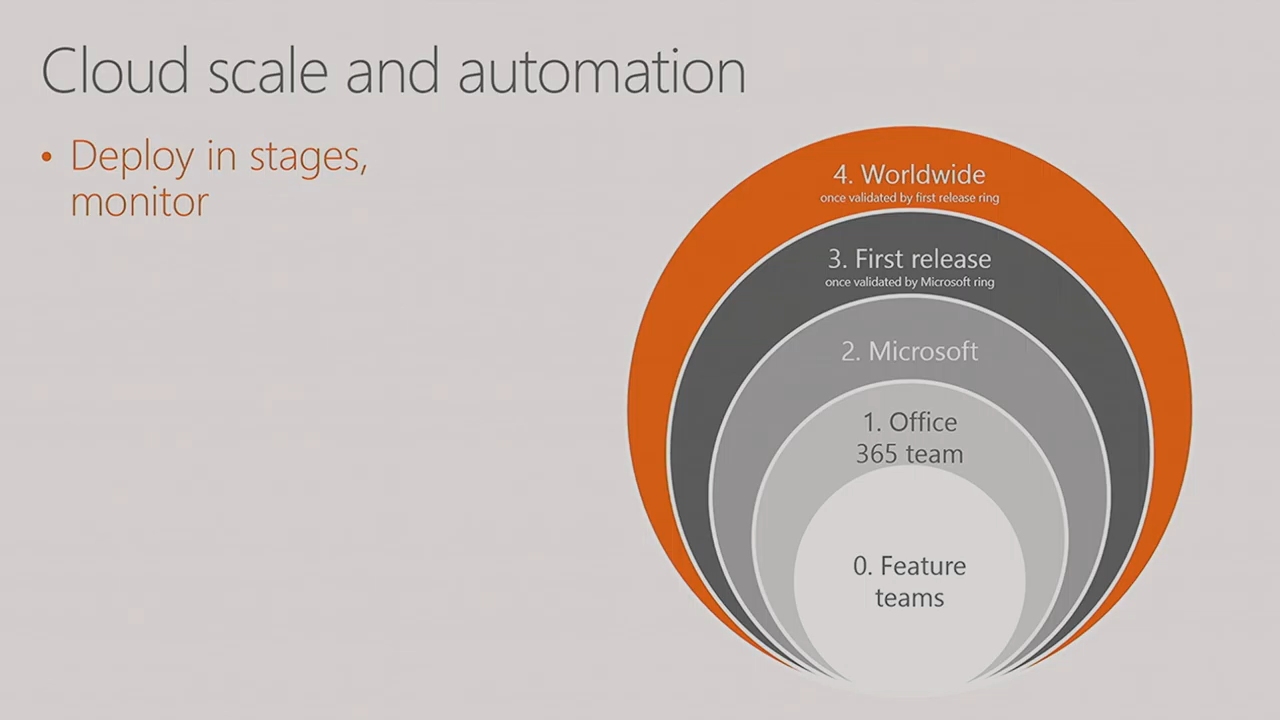 Cloud scale and automation
• Deploy in stages,
monitor
4. Worldwide
once validated by first release ring
3. First release
once validated by Microsoft ring
2. Microsoft
1. Office
365 team
0. Feature
teams